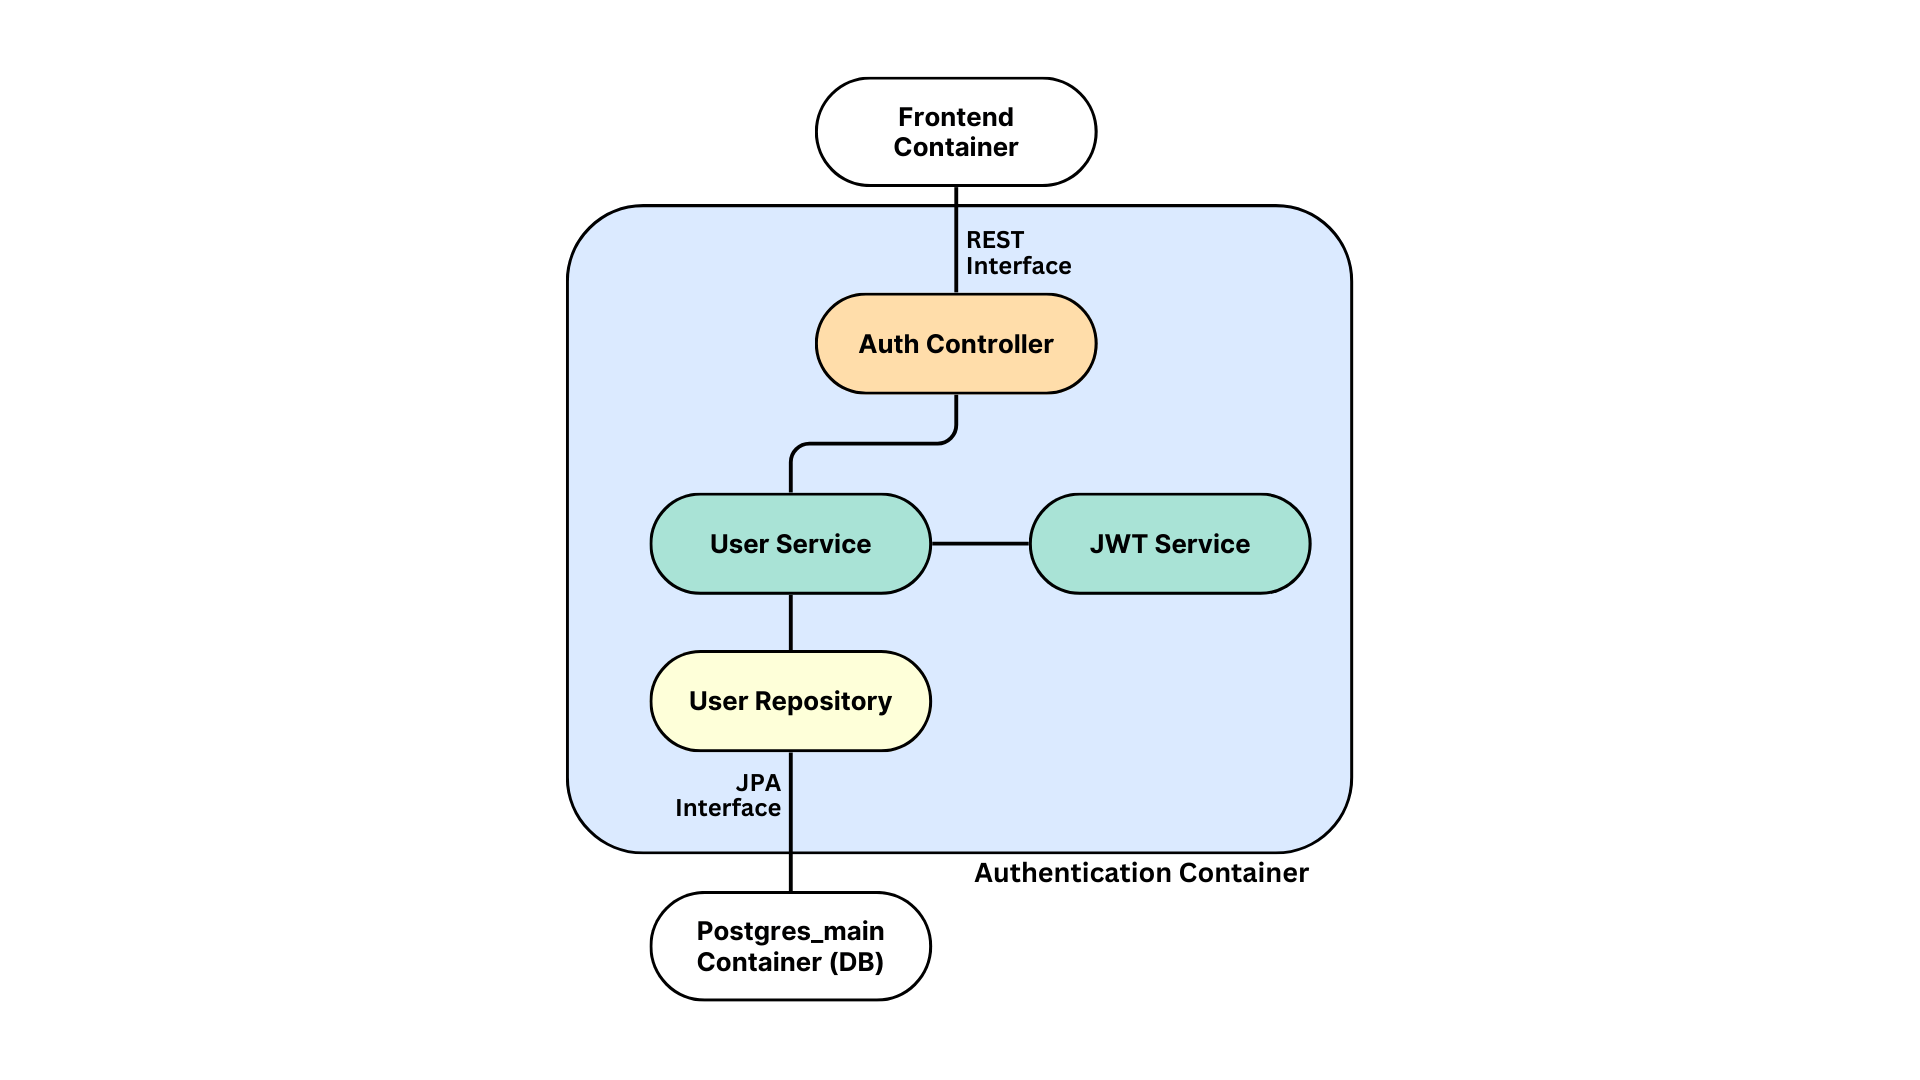 Frontend
Container
REST
Interface
Auth Controller
User Service
JWT Service
User Repository
JPA
Interface
Authentication Container
Postgres_main
Container (DB)